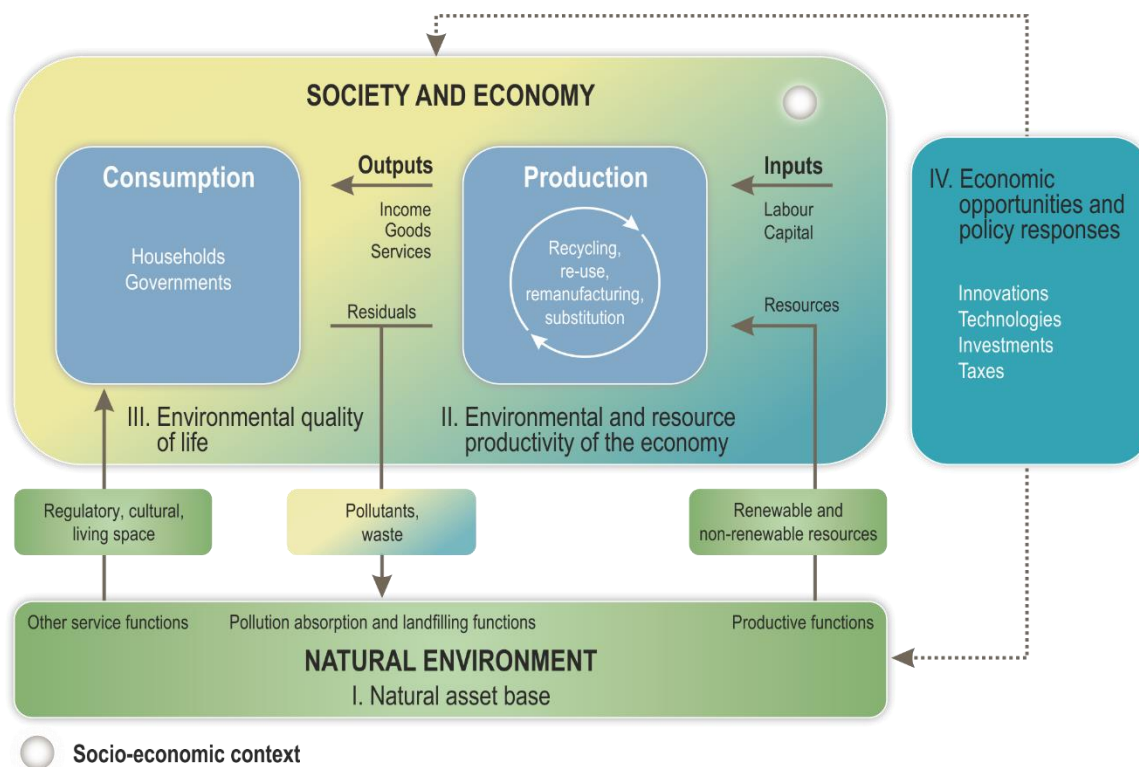 SOCIETY AND ECONOMY
Consumption
Households
Governments
Outputs
Income
Goods
Services
Residuals
Production
Recycling,
re-use,
remanufacturing,
substitution
Inputs
Labour
Capital
Resources
III. Environmental quality
of life
II. Environmental and resource
productivity of the economy
IV. Economic
opportunities and
policy responses
Innovations
Technologies
Investments
Taxes
Regulatory, cultural,
living space
Pollutants,
waste
Renewable and
non-renewable resources
Other service functions
Pollution absorption and landfilling functions
Productive functions
NATURAL ENVIRONMENT
I. Natural asset base
Socio-economic context